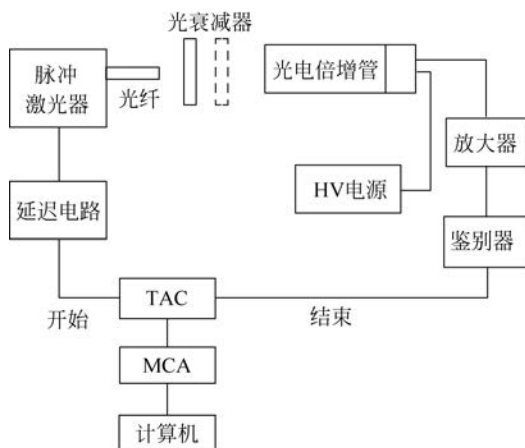 光衰减器
脉冲
激光器
光纤
光电倍增管
放大器
HV电源
延迟电路
鉴别器
TAC
开始
结束
MCA
计算机